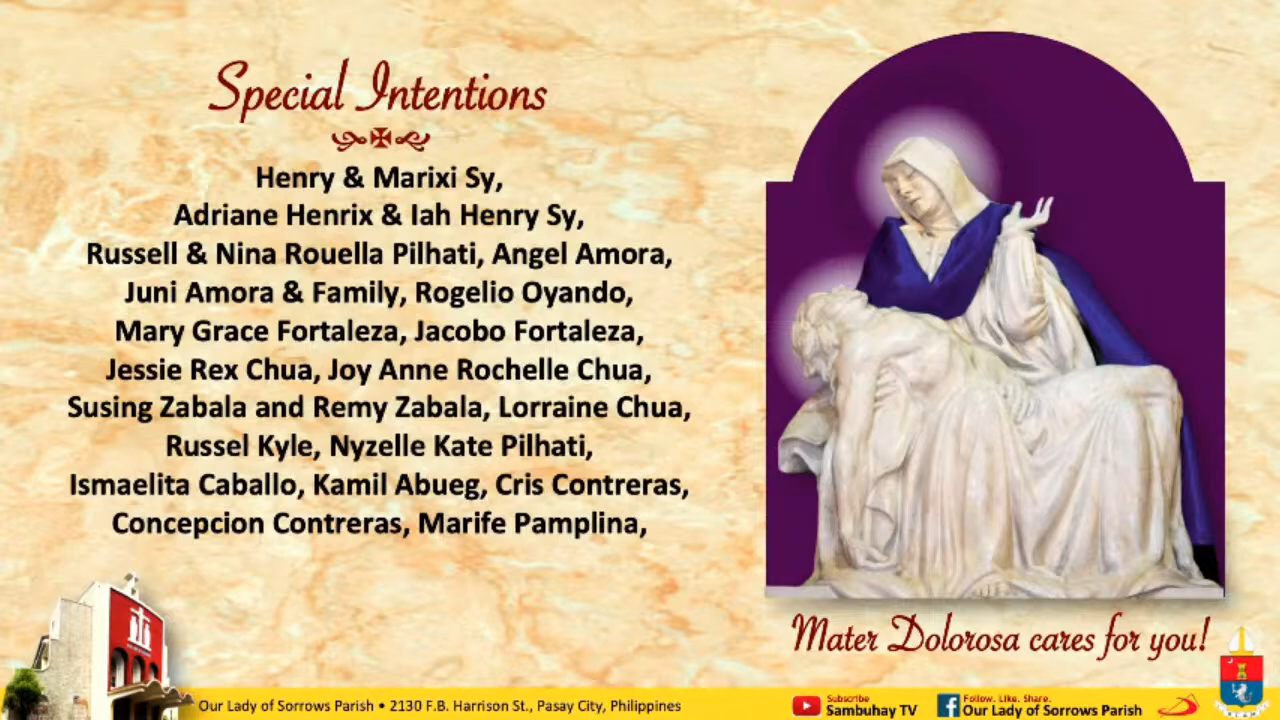 Special Intentions
Henry & Marixi Sy,
Adriane Henrix & Iah Henry Sy,
Russell & Nina Rouella Pilhati, Angel Amora,
Juni Amora & Family, Rogelio Oyando,
Mary Grace Fortaleza, Jacobo Fortaleza,
Jessie Rex Chua, Joy Anne Rochelle Chua,
Susing Zabala and Remy Zabala, Lorraine Chua,
Russel Kyle, Nyzelle Kate Pilhati,
Ismaelita Caballo, Kamil Abueg, Cris Contreras,
Concepcion Contreras, Marife Pamplina,
Mater Dolorosa cares for you!
Our Lady of Sorrows Parish • 2130 F.B. Harrison St., Pasay City, Philippines
Subscribe
Sambuhay TV
Follow. Like. Share.
Our Lady of Sorrows Parish